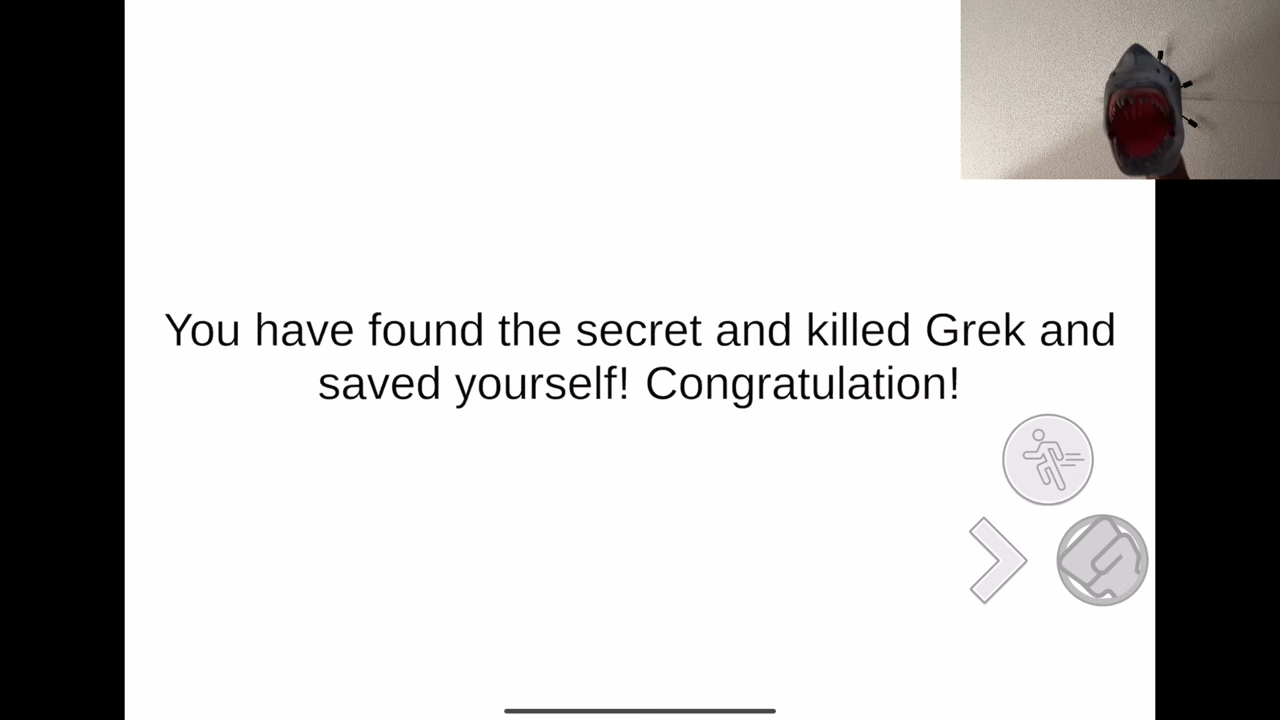 You have found the secret and killed Grek and
saved yourself! Congratulation!